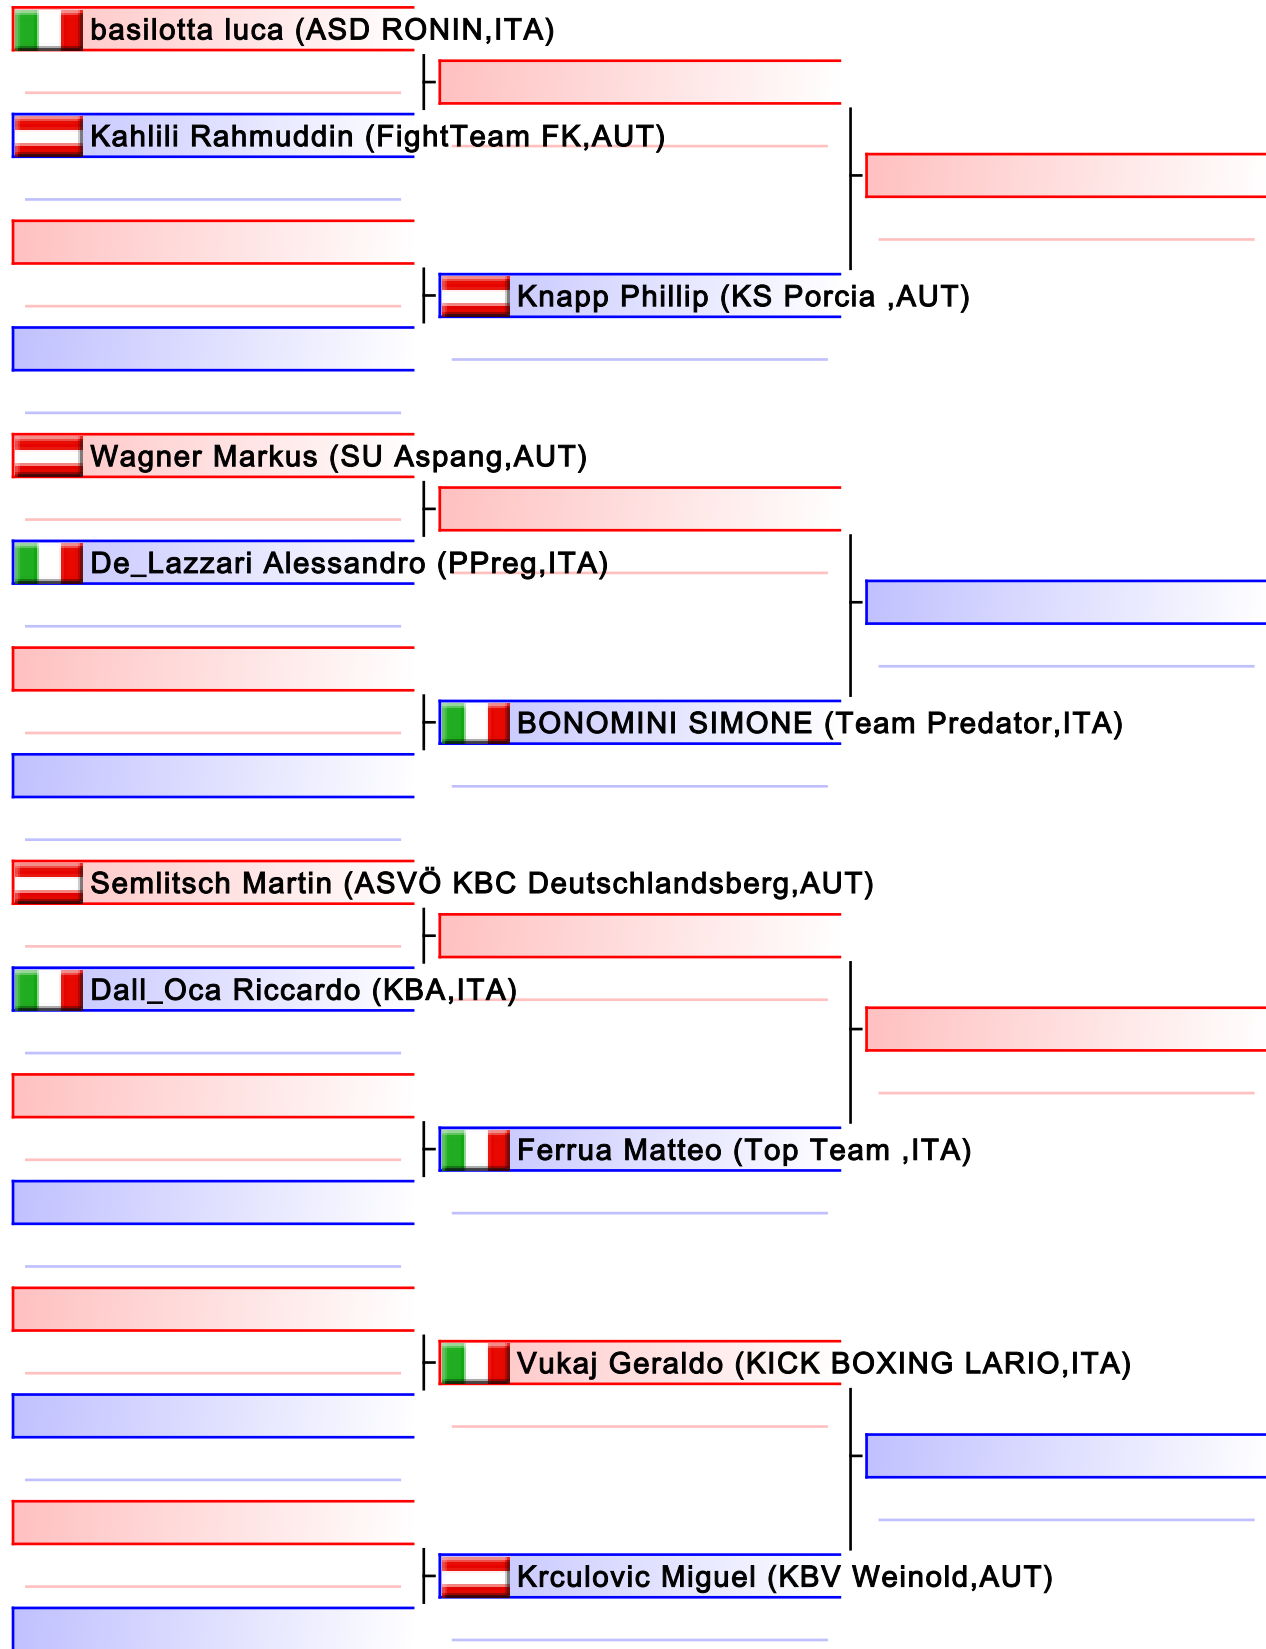 basilotta luca (ASD RONIN,ITA)
Kahlili Rahmuddin (FightTeam FK,AUT)
Knapp Phillip (KS Porcia ,AUT)
Wagner Markus (SU Aspang,AUT)
De_Lazzari Alessandro (PPreg,ITA)
BONOMINI SIMONE (Team Predator,ITA)
Semlitsch Martin (ASVÖ KBC Deutschlandsberg,AUT)
Dall_Oca Riccardo (KBA,ITA)
Ferrua Matteo (Top Team ,ITA)
Vukaj Geraldo (KICK BOXING LARIO,ITA)
Krculovic Miguel (KBV Weinold,AUT)